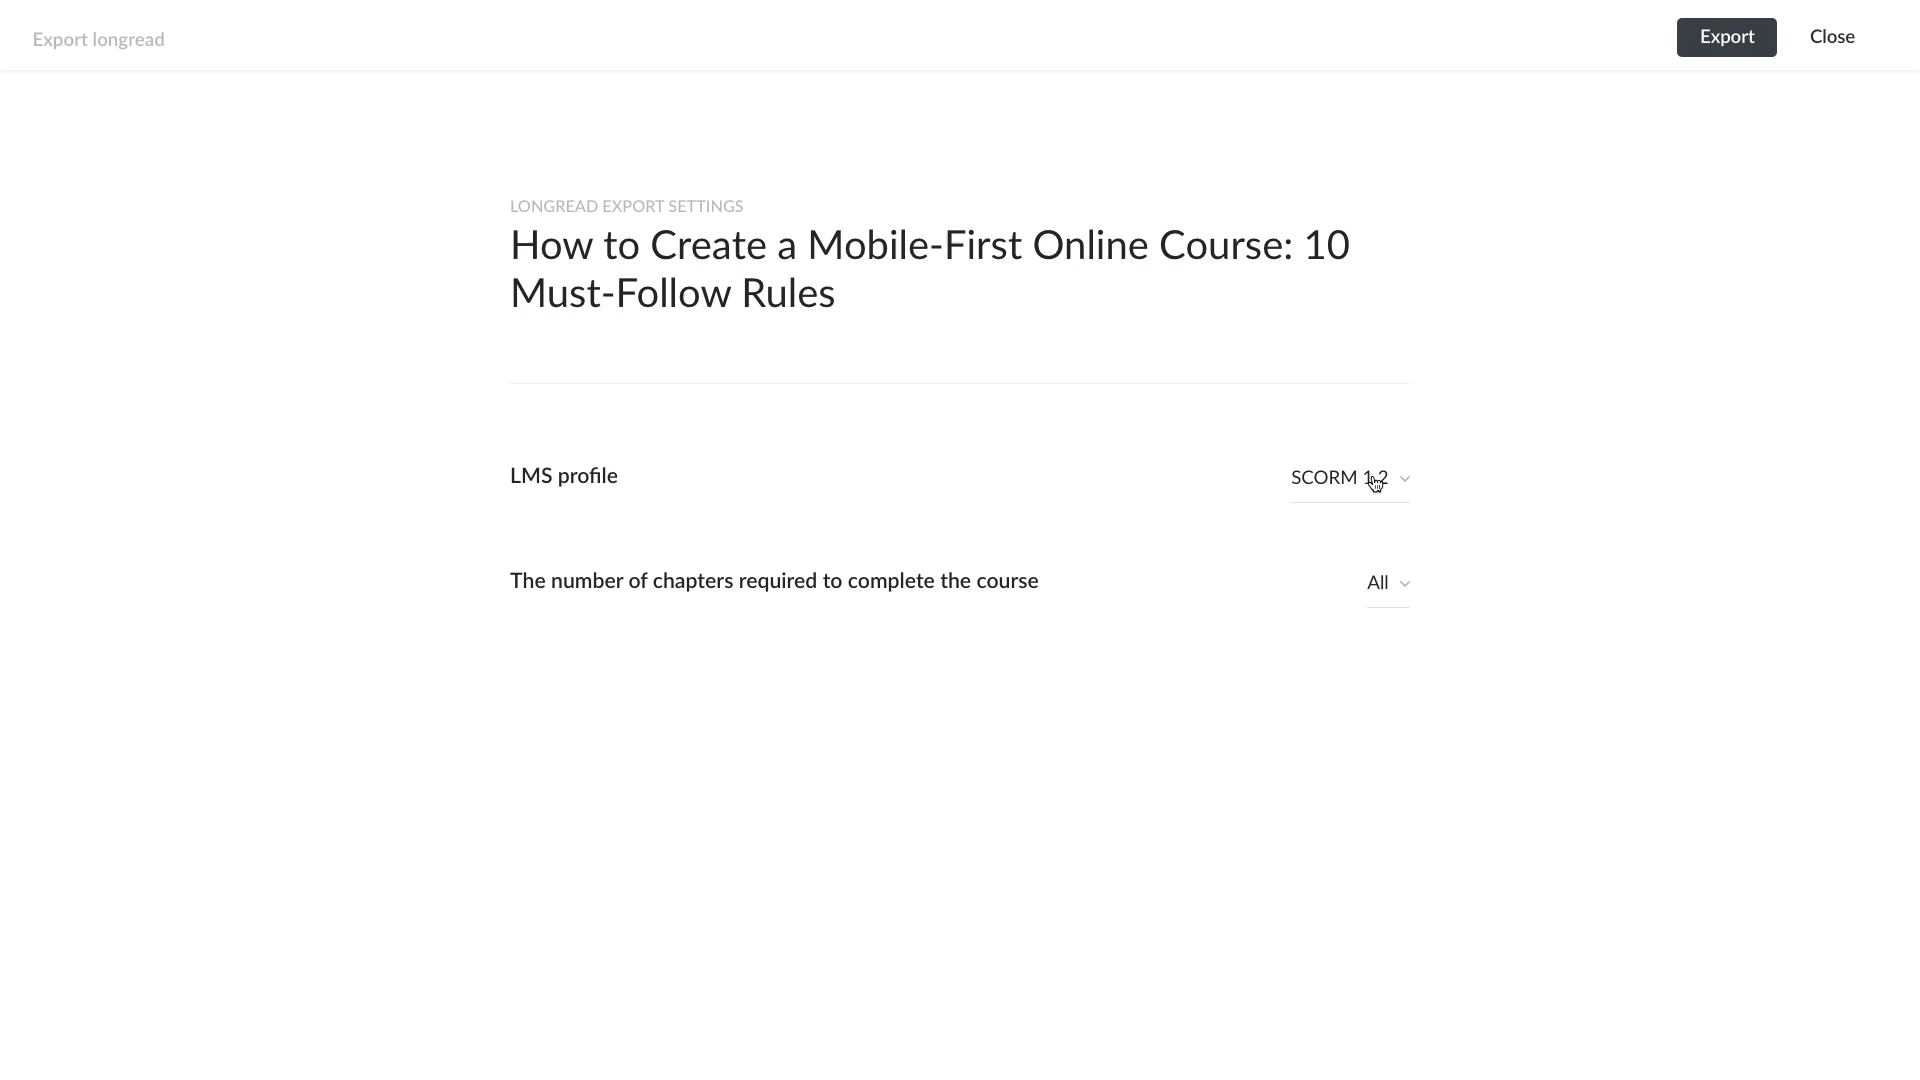 Export longread
Export
Close
LONGREAD EXPORT SETTINGS
How to Create a Mobile-First Online Course: 10
Must-Follow Rules
LMS profile
SCORM 1.2
The number of chapters required to complete the course
All